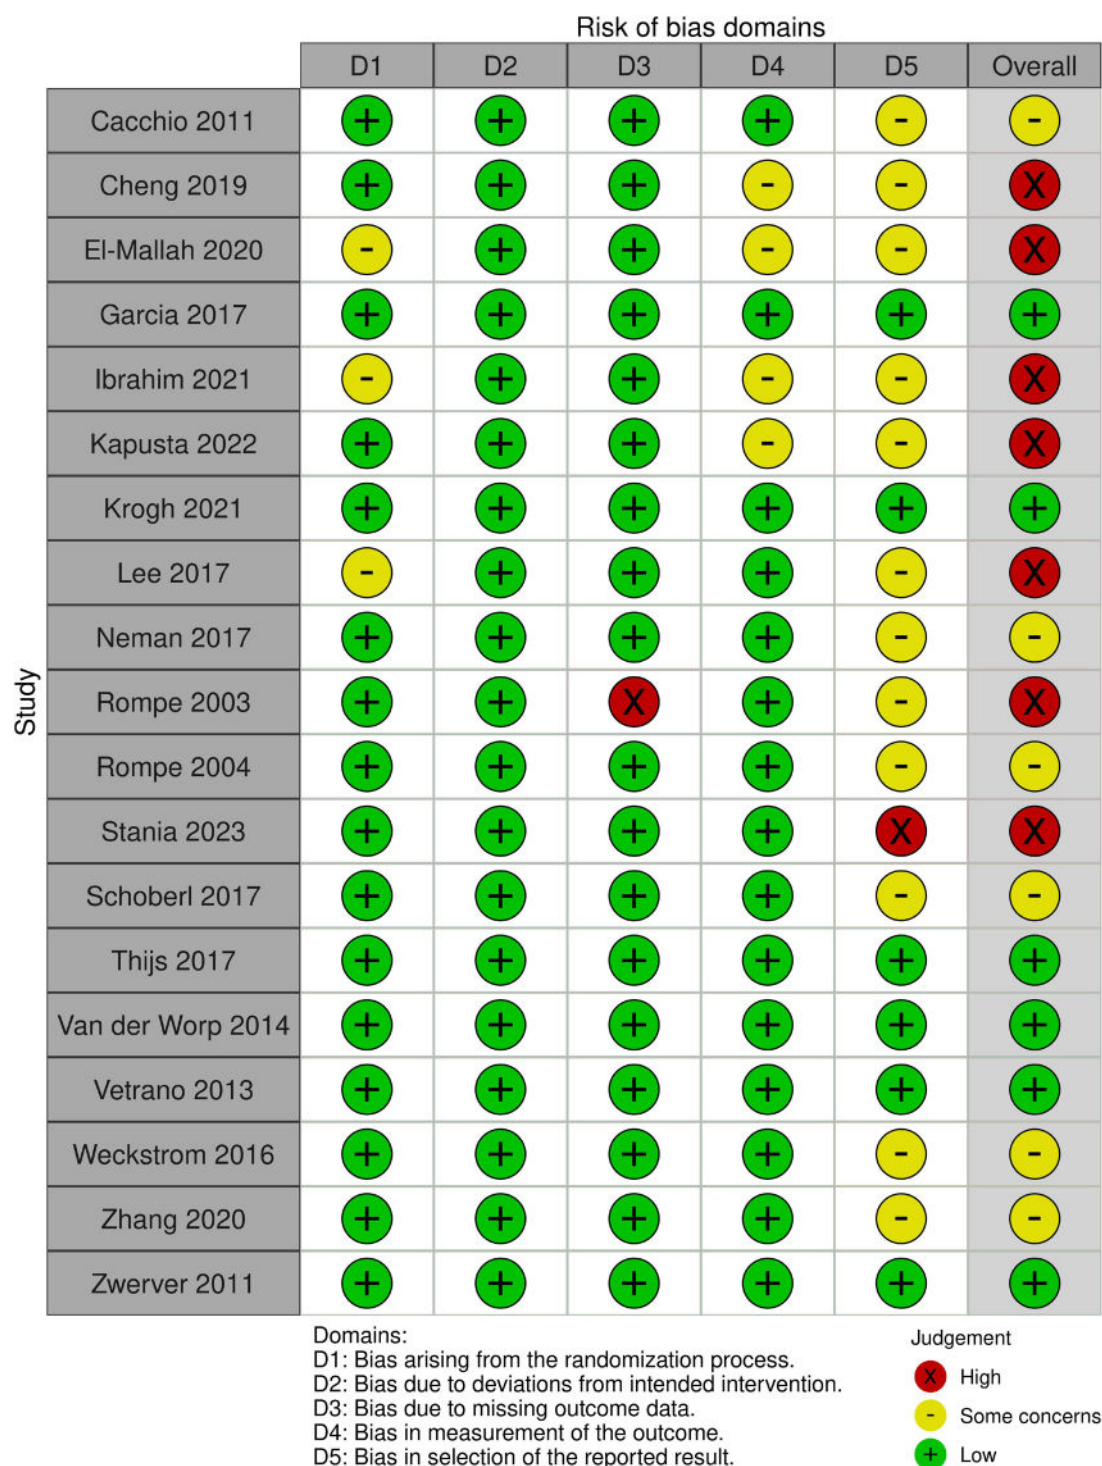 Risk of bias domains
D1 D2 D3 D4 D5 Overall
Study
Cacchio 2011 + + + + - -
Cheng 2019 + + + - - X
El-Mallah 2020 - + + - - X
Garcia 2017 + + + + + +
Ibrahim 2021 - + + - - X
Kapusta 2022 + + + - - X
Krogh 2021 + + + + + +
Lee 2017 - + + + - X
Neman 2017 + + + + - -
Rompe 2003 + + X + - X
Rompe 2004 + + + + - -
Stania 2023 + + + + X X
Schoberl 2017 + + + + - -
Thijs 2017 + + + + + +
Van der Worp 2014 + + + + + +
Vetrano 2013 + + + + + +
Weckstrom 2016 + + + + - -
Zhang 2020 + + + + - -
Zwerver 2011 + + + + + +
Domains:
D1: Bias arising from the randomization process.
D2: Bias due to deviations from intended intervention.
D3: Bias due to missing outcome data.
D4: Bias in measurement of the outcome.
D5: Bias in selection of the reported result.
Judgement
X High
- Some concerns
+ Low